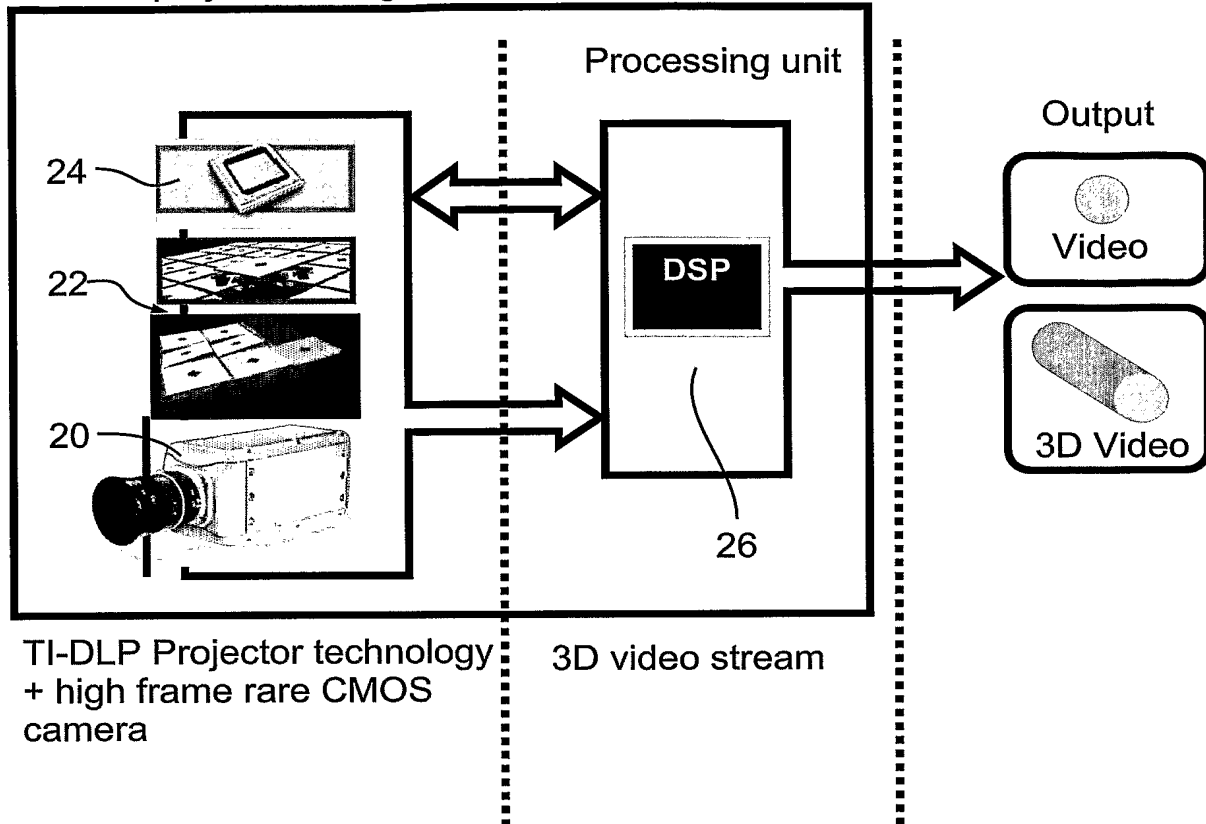 Processing unit
Output
24
Video
DSP
22
20
3D Video
26
TI-DLP Projector technology
+ high frame rare CMOS
camera
3D video stream